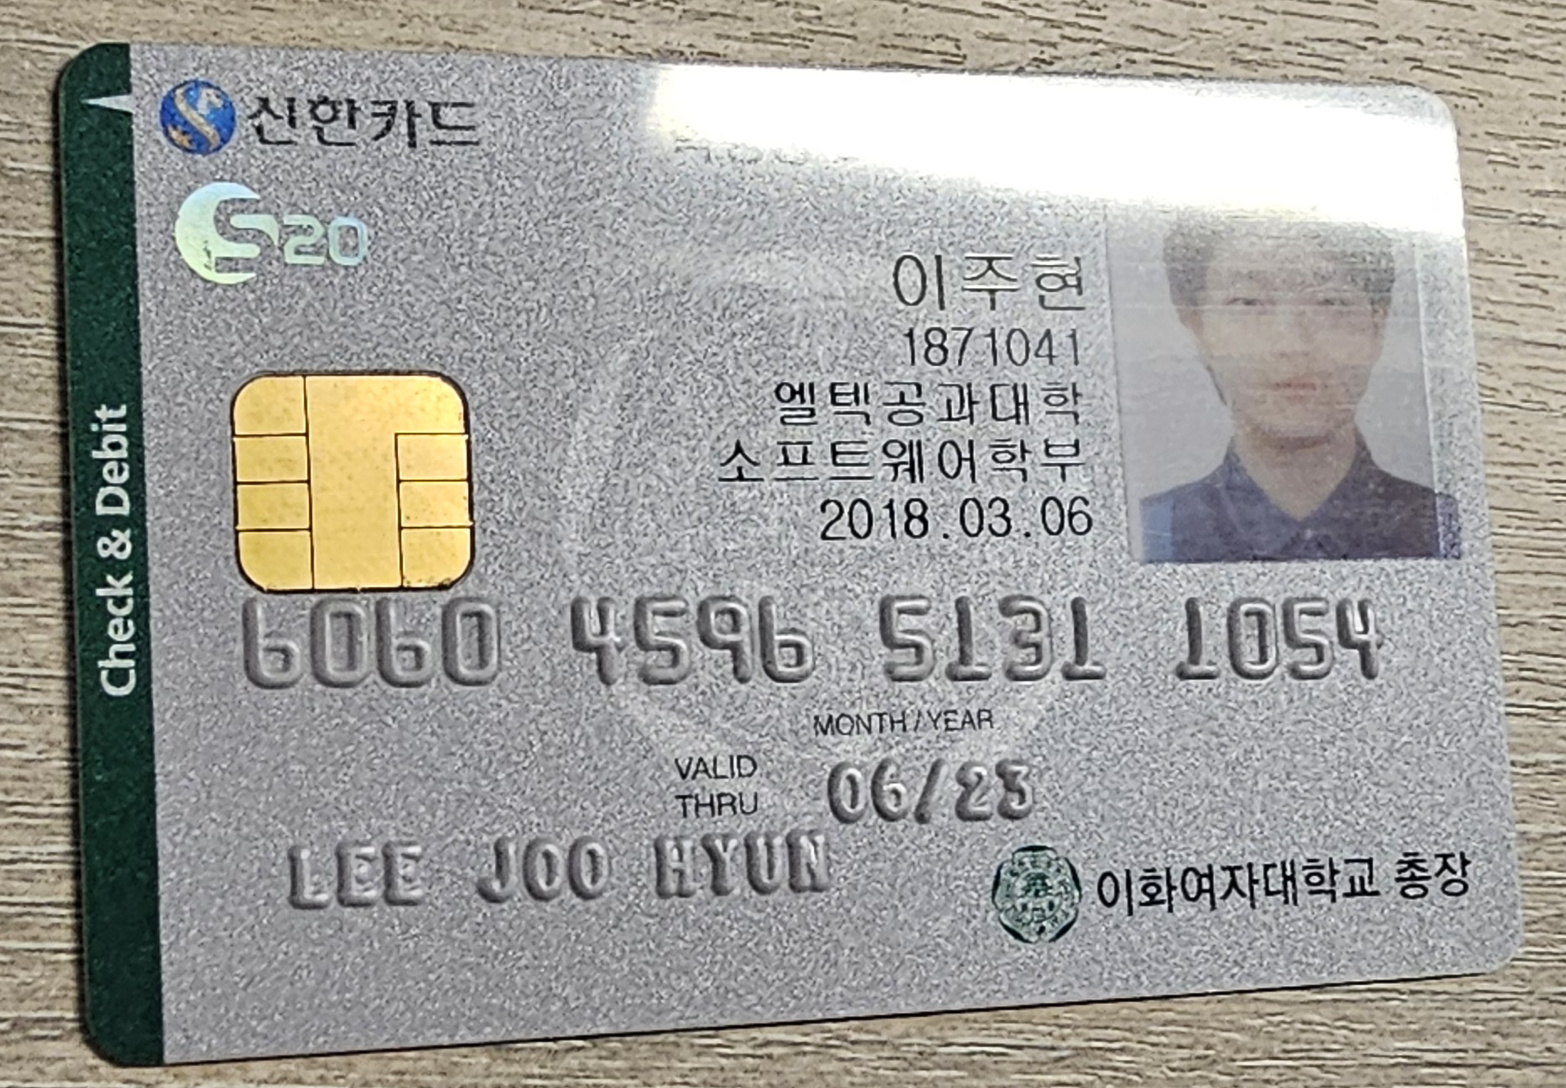 신한카드
S20
이주현
1871041
엘텍공과대학
소프트웨어학부
2018.03.06
Check & Debit
6060 4596 5131 1054
MONTH/YEAR
VALID THRU 06/23
LEE JOO HYUN
이화여자대학교 총장